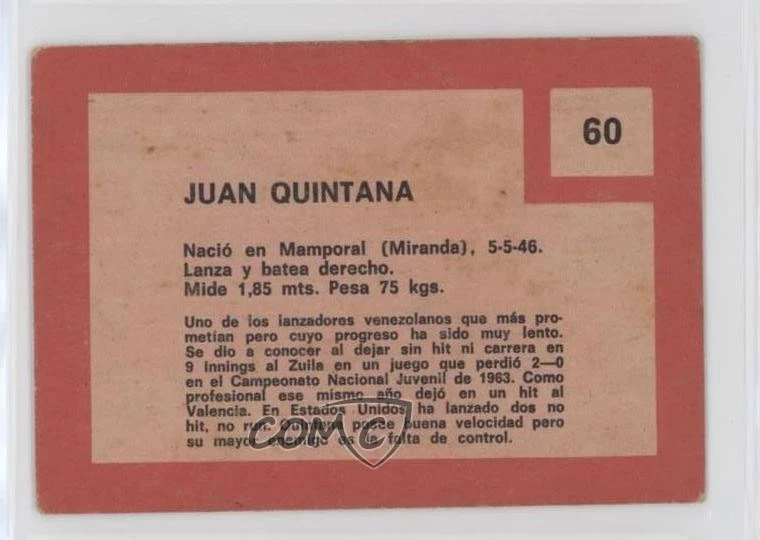 60
JUAN QUINTANA
Nació en Mamporal (Miranda), 5-5-46.
Lanza y batea derecho.
Mide 1,85 mts. Pesa 75 kgs.
Uno de los lanzadores venezolanos que más pro-
metían pero cuyo progreso ha sido muy lento.
Se dio a conocer al dejar sin hit ni carrera en
9 innings al Zulia en un juego que perdió 2—0
en el Campeonato Nacional Juvenil de 1963. Como
profesional ese mismo año dejó en un hit al
Valencia. En Estados Unidos ha lanzado dos no
hit, no run. Quintana posee buena velocidad pero
su mayor enemigo es la falta de control.
COMC